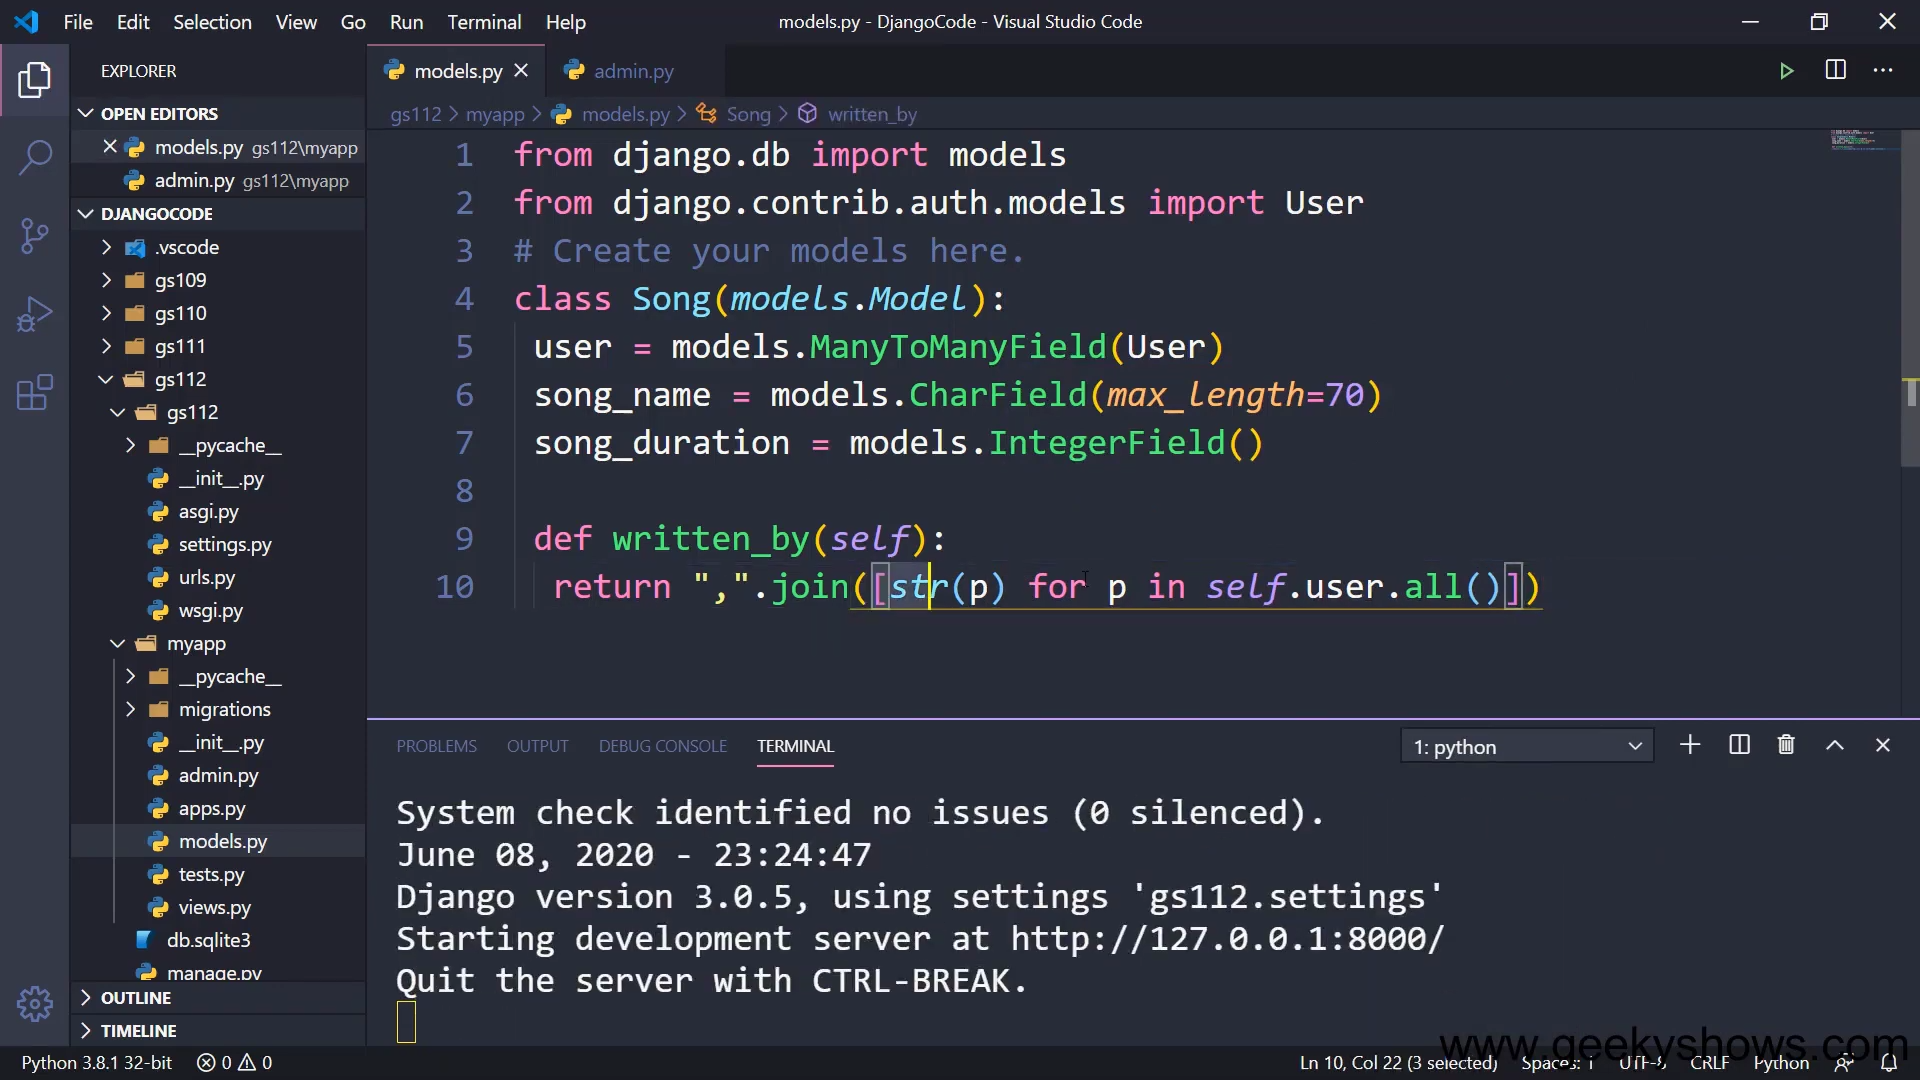 File Edit Selection View Go Run Terminal Help
models.py - DjangoCode - Visual Studio Code
EXPLORER
OPEN EDITORS
models.py gs112\myapp
admin.py gs112\myapp
DJANGOCODE
.vscode
gs109
gs110
gs111
gs112
gs112
__pycache__
__init__.py
asgi.py
settings.py
urls.py
wsgi.py
myapp
__pycache__
migrations
__init__.py
admin.py
apps.py
models.py
tests.py
views.py
db.sqlite3
manage.py
OUTLINE
TIMELINE
models.py admin.py
gs112 > myapp > models.py > Song > written_by
1 from django.db import models
2 from django.contrib.auth.models import User
3 # Create your models here.
4 class Song(models.Model):
5 user = models.ManyToManyField(User)
6 song_name = models.CharField(max_length=70)
7 song_duration = models.IntegerField()
8
9 def written_by(self):
10 return ",".join([str(p) for p in self.user.all()])
PROBLEMS OUTPUT DEBUG CONSOLE TERMINAL 1: python
System check identified no issues (0 silenced).
June 08, 2020 - 23:24:47
Django version 3.0.5, using settings 'gs112.settings'
Starting development server at http://127.0.0.1:8000/
Quit the server with CTRL-BREAK.
www.geekyshows.com
Python 3.8.1 32-bit 0 0 Ln 10, Col 22 (3 selected) Spaces: 1 UTF-8 CRLF Python